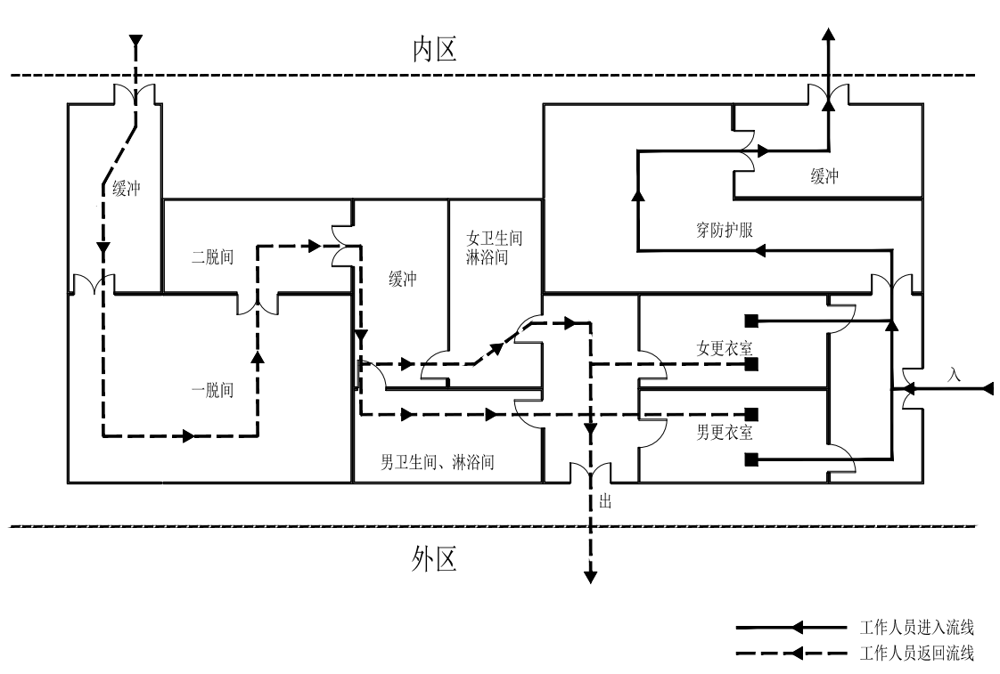 内区
缓冲
缓冲
穿防护服
女卫生间
淋浴间
二脱间
缓冲
女更衣室
入
一脱间
男更衣室
男卫生间、淋浴间
出
外区
工作人员进入流线
工作人员返回流线